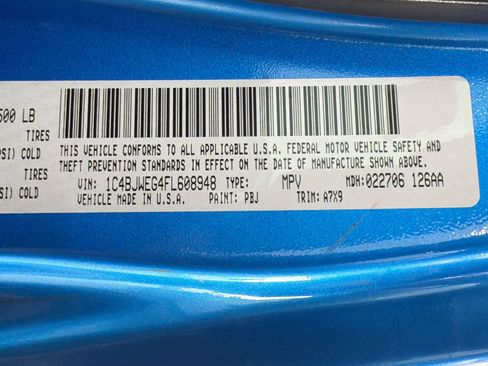 500 LB
TIRES
PSI) COLD
TIRES
SI) COLD
THIS VEHICLE CONFORMS TO ALL APPLICABLE U.S.A. FEDERAL MOTOR VEHICLE SAFETY AND
THEFT PREVENTION STANDARDS IN EFFECT ON THE DATE OF MANUFACTURE SHOWN ABOVE.
VIN: 1C4BJWEG4FL608948 TYPE: MPV MDH:022706 126AA
VEHICLE MADE IN U.S.A. PAINT: PBJ TRIM: A7X9